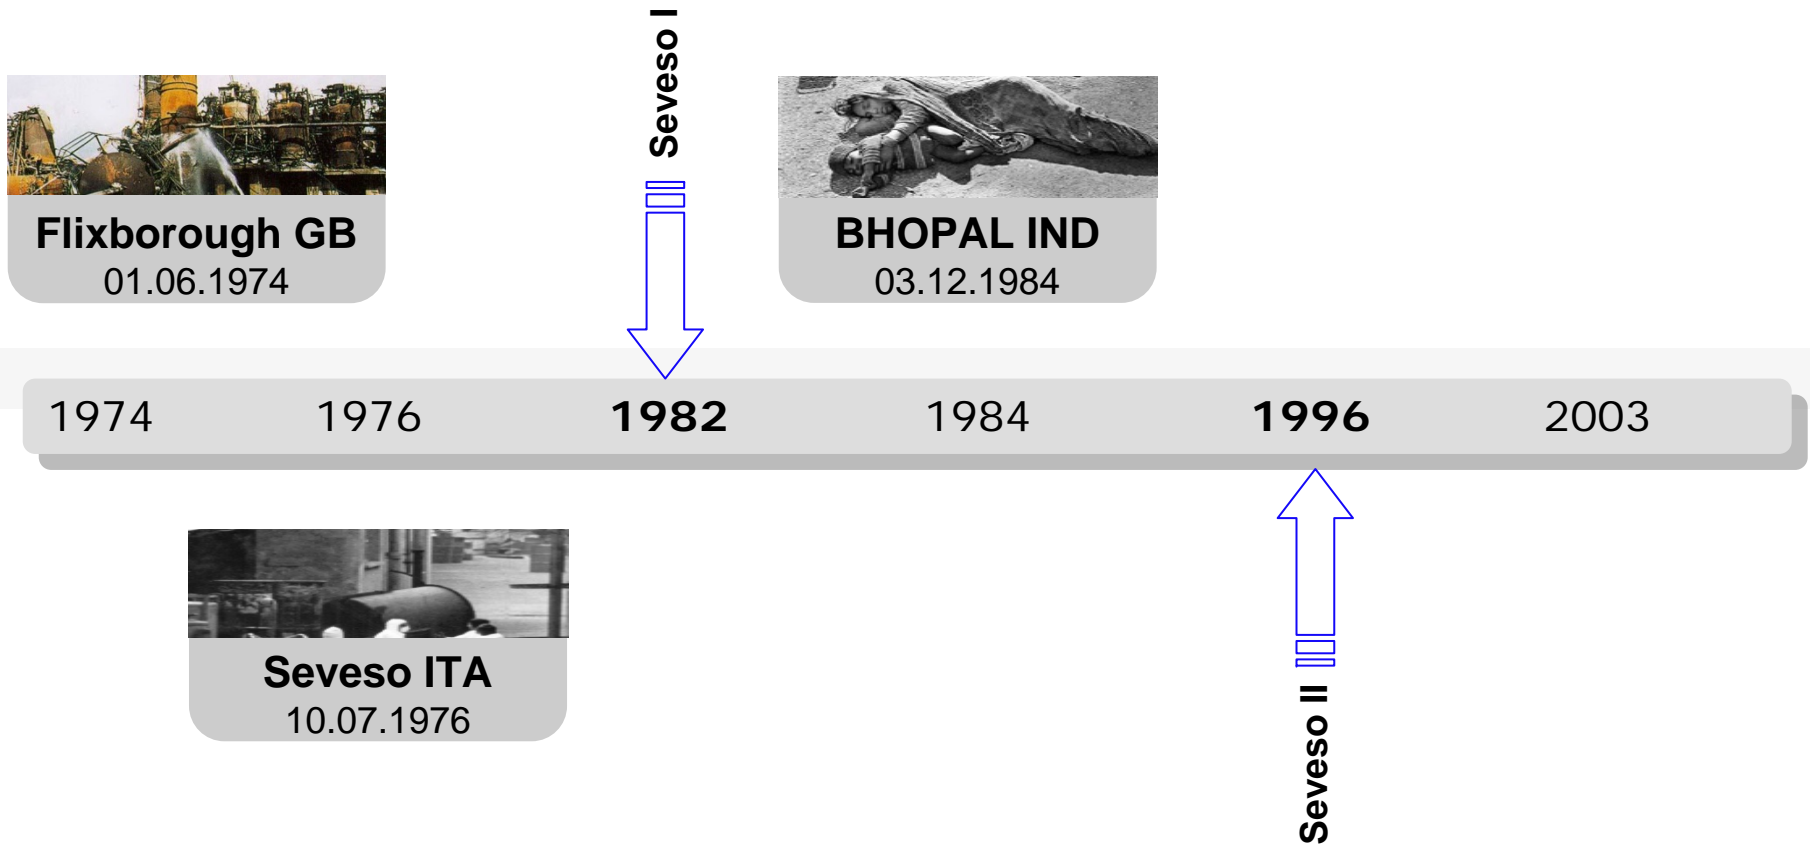 Seveso I
Flixborough GB
01.06.1974
BHOPAL IND
03.12.1984
1974 1976 1982 1984 1996 2003
Seveso ITA
10.07.1976
Seveso II